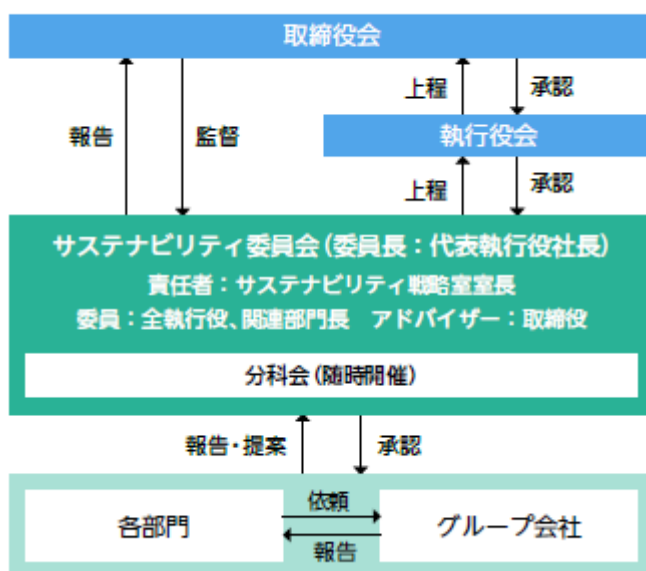 取締役会
上程
承認
報告
監督
執行役会
上程
承認
サステナビリティ委員会(委員長:代表執行役社長)
責任者:サステナビリティ戦略室室長
委員:全執行役、関連部門長 アドバイザー:取締役
分科会(随時開催)
報告・提案
承認
各部門
依頼
報告
グループ会社